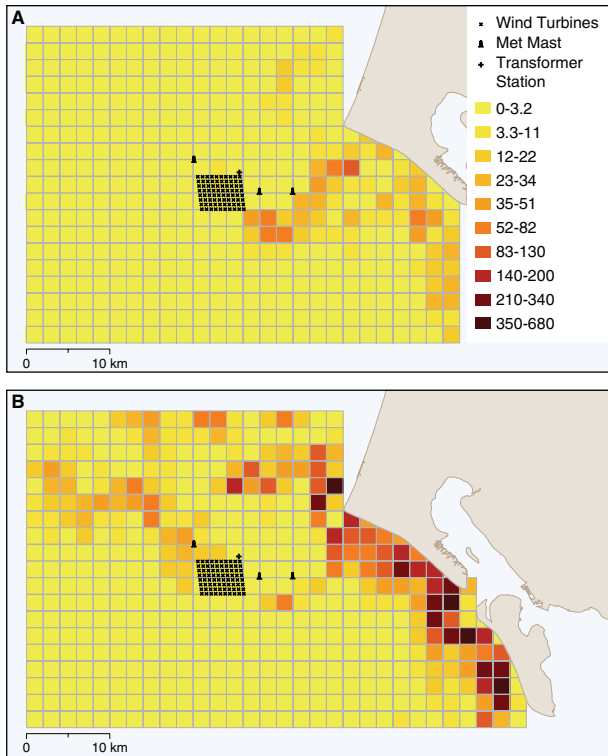 A
Wind Turbines
Met Mast
Transformer
Station
0-3.2
3.3-11
12-22
23-34
35-51
52-82
83-130
140-200
210-340
350-680
0 10 km
B
0 10 km